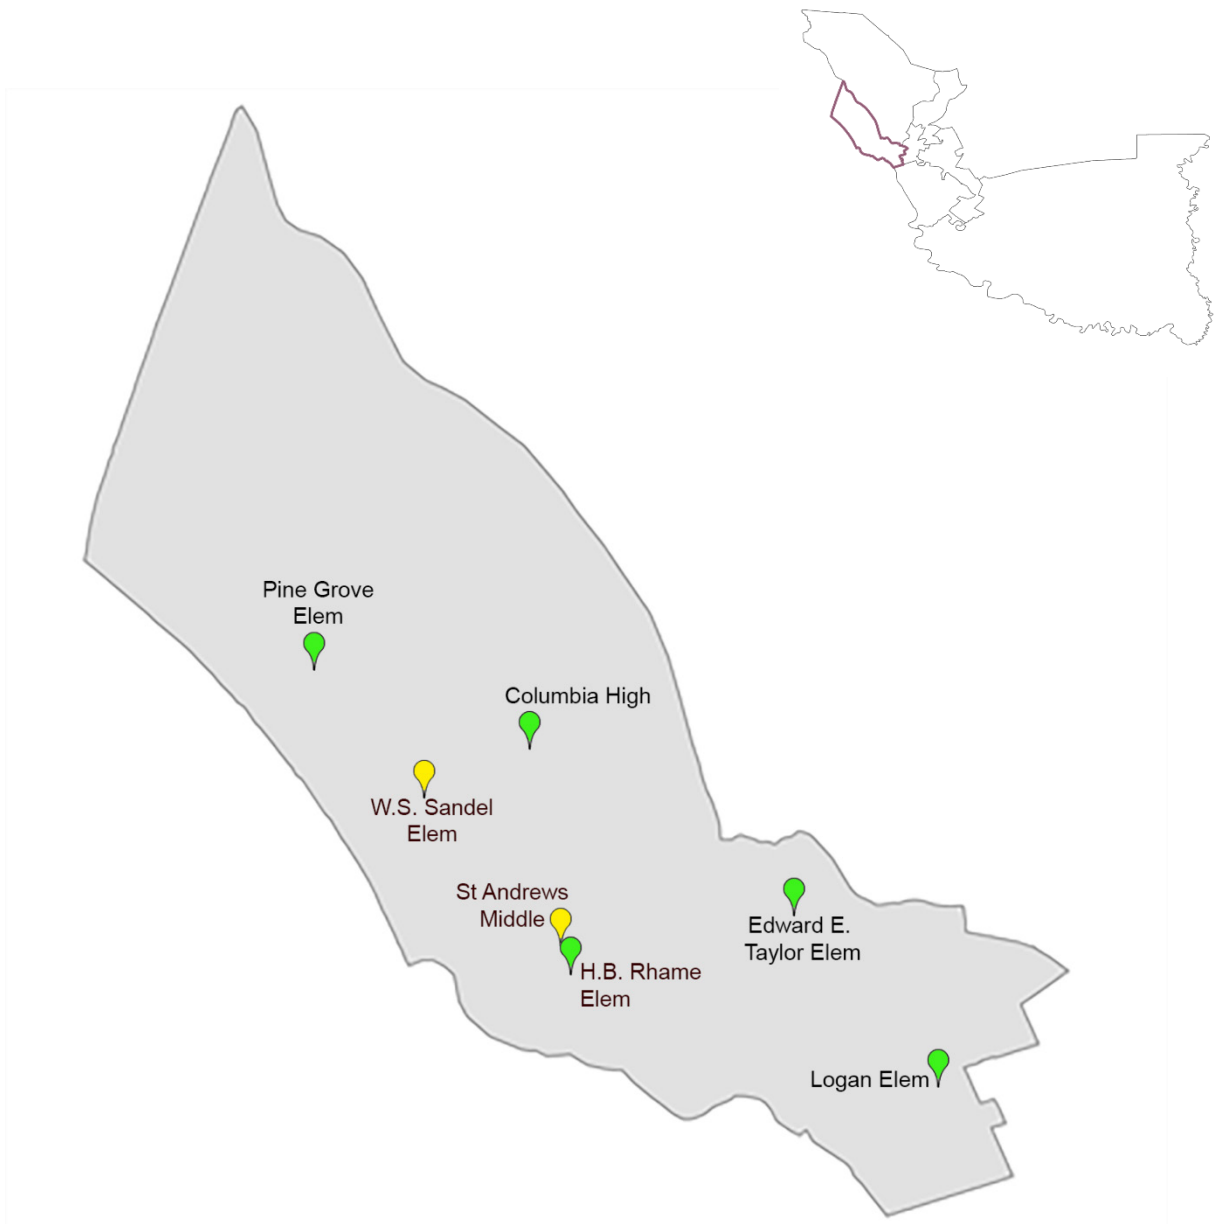 Pine Grove
Elem
Columbia High
W.S. Sandel
Elem
St Andrews
Middle
Edward E.
Taylor Elem
H.B. Rhame
Elem
Logan Elem